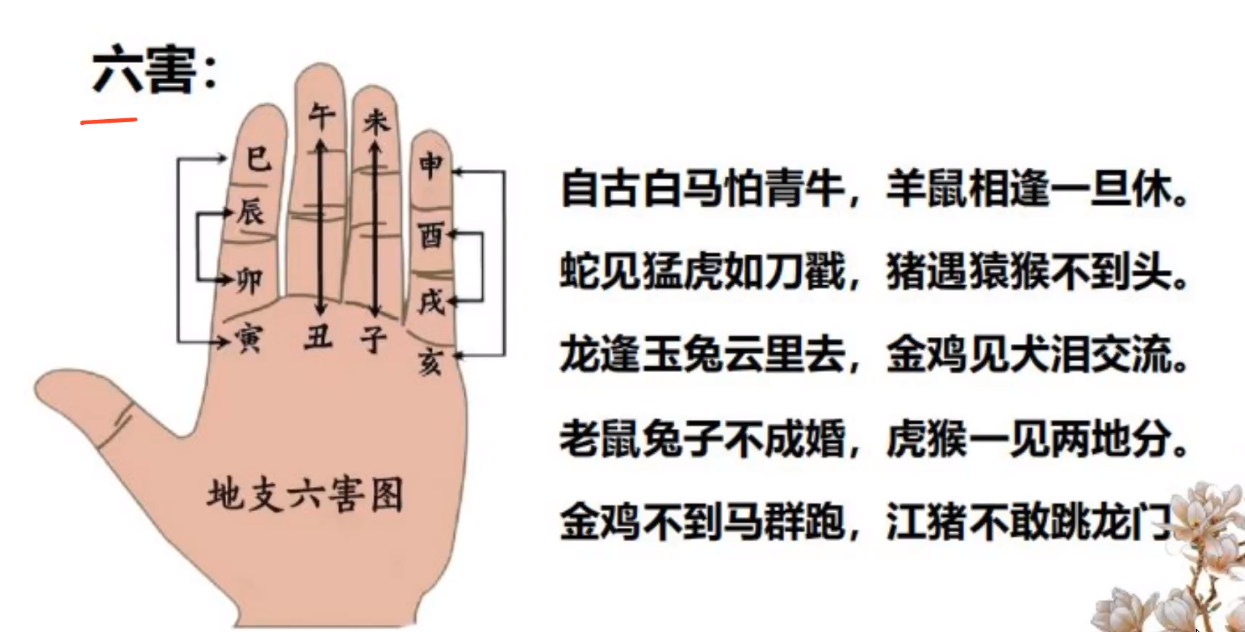 六害：
午
未
巳
申
辰
酉
卯
戌
寅
丑
子
亥
地支六害图
自古白马怕青牛，羊鼠相逢一旦休。
蛇见猛虎如刀戳，猪遇猿猴不到头。
龙逢玉兔云里去，金鸡见犬泪交流。
老鼠兔子不成婚，虎猴一见两地分。
金鸡不到马群跑，江猪不敢跳龙门.